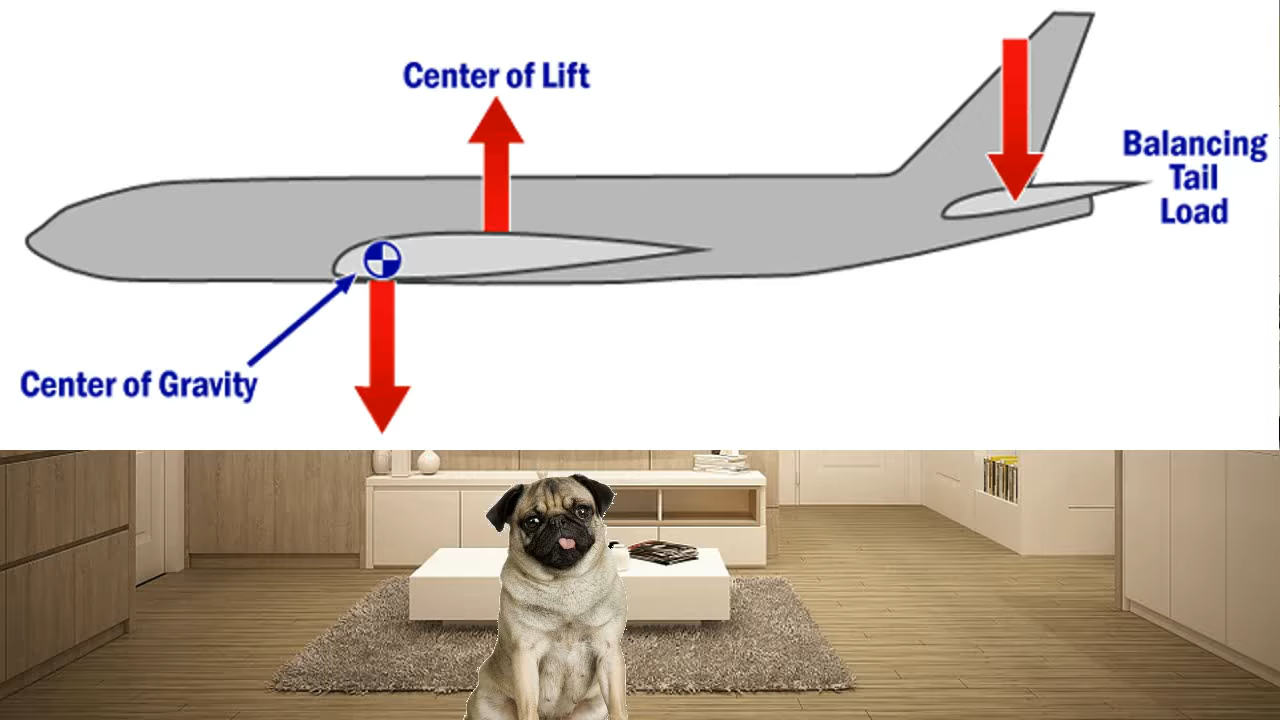 Center of Lift
Balancing
Tail
Load
Center of Gravity